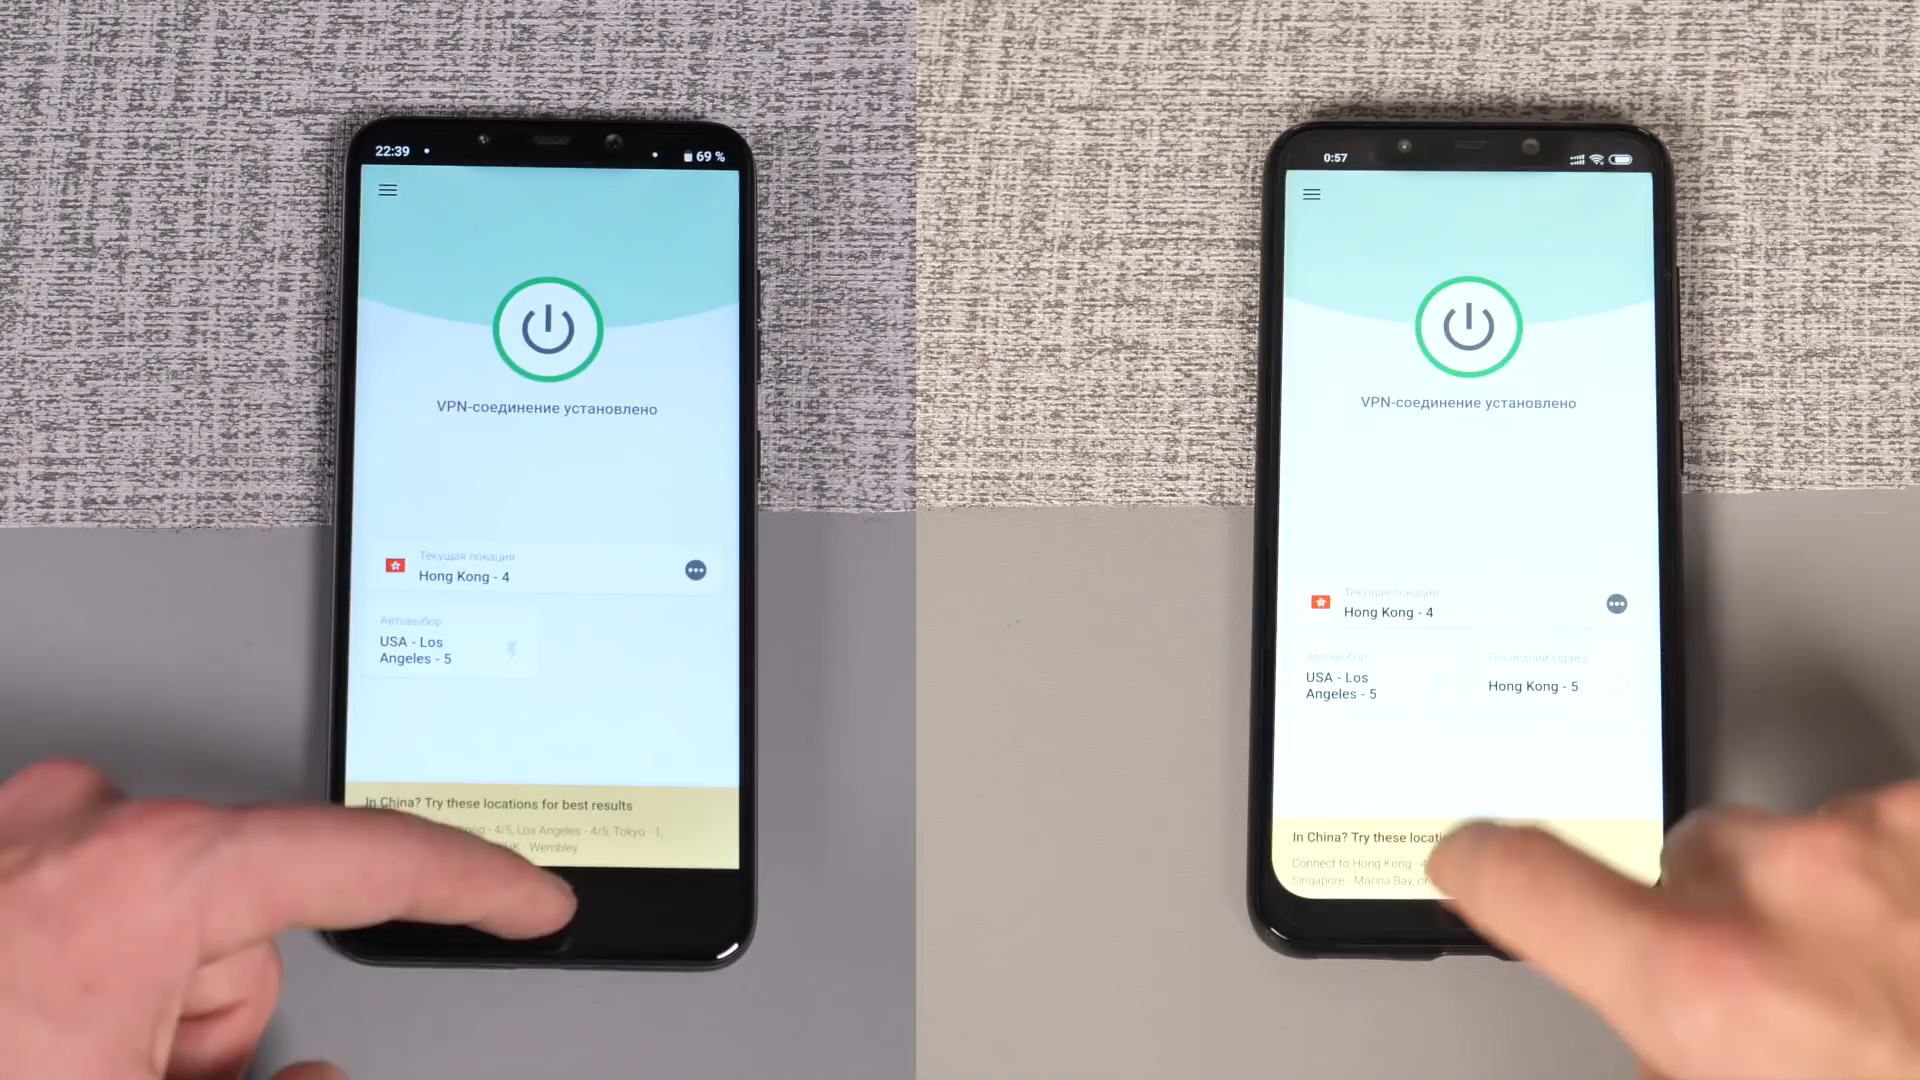 22:39
69 %
VPN-соединение установлено
Текущая локация
Hong Kong - 4
Автовыбор
USA - Los
Angeles - 5
In China? Try these locations for best results
- 4/5, Los Angeles - 4/5, Tokyo - 1,
UK - Wembley
0:57
VPN-соединение установлено
Текущая локация
Hong Kong - 4
Автовыбор
USA - Los
Angeles - 5
Последний сервер
Hong Kong - 5
In China? Try these
Connect to Hong Kong - 4
Singapore - Marina Bay, or